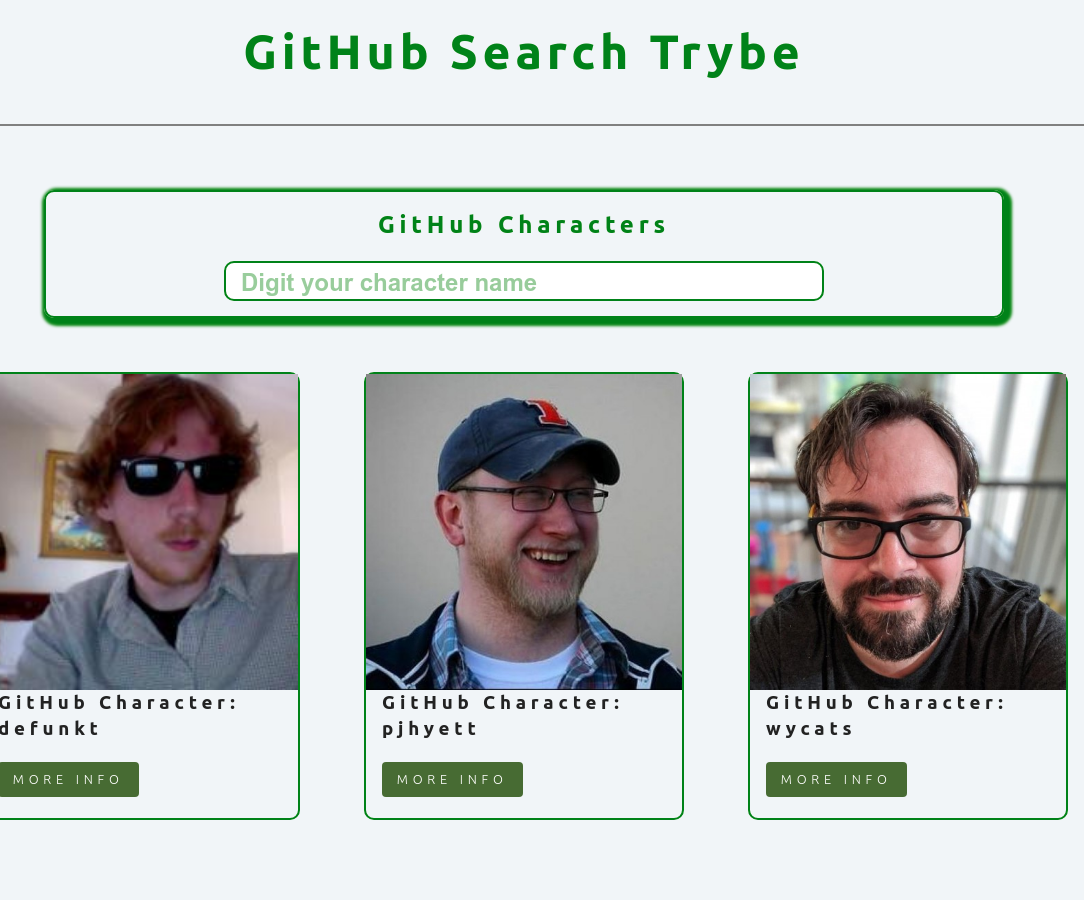 GitHub Search Trybe
GitHub Characters
Digit your character name
GitHub Character:
defunkt
MORE INFO
GitHub Character:
pjhyett
MORE INFO
GitHub Character:
wycats
MORE INFO